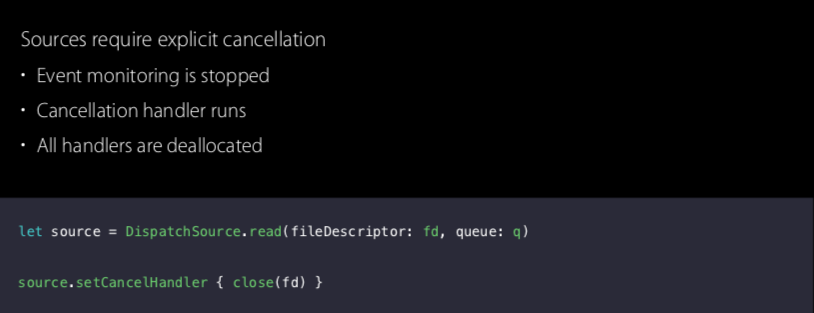 Sources require explicit cancellation
• Event monitoring is stopped
• Cancellation handler runs
• All handlers are deallocated
let source = DispatchSource.read(fileDescriptor: fd, queue: q)
source.setCancelHandler { close(fd) }